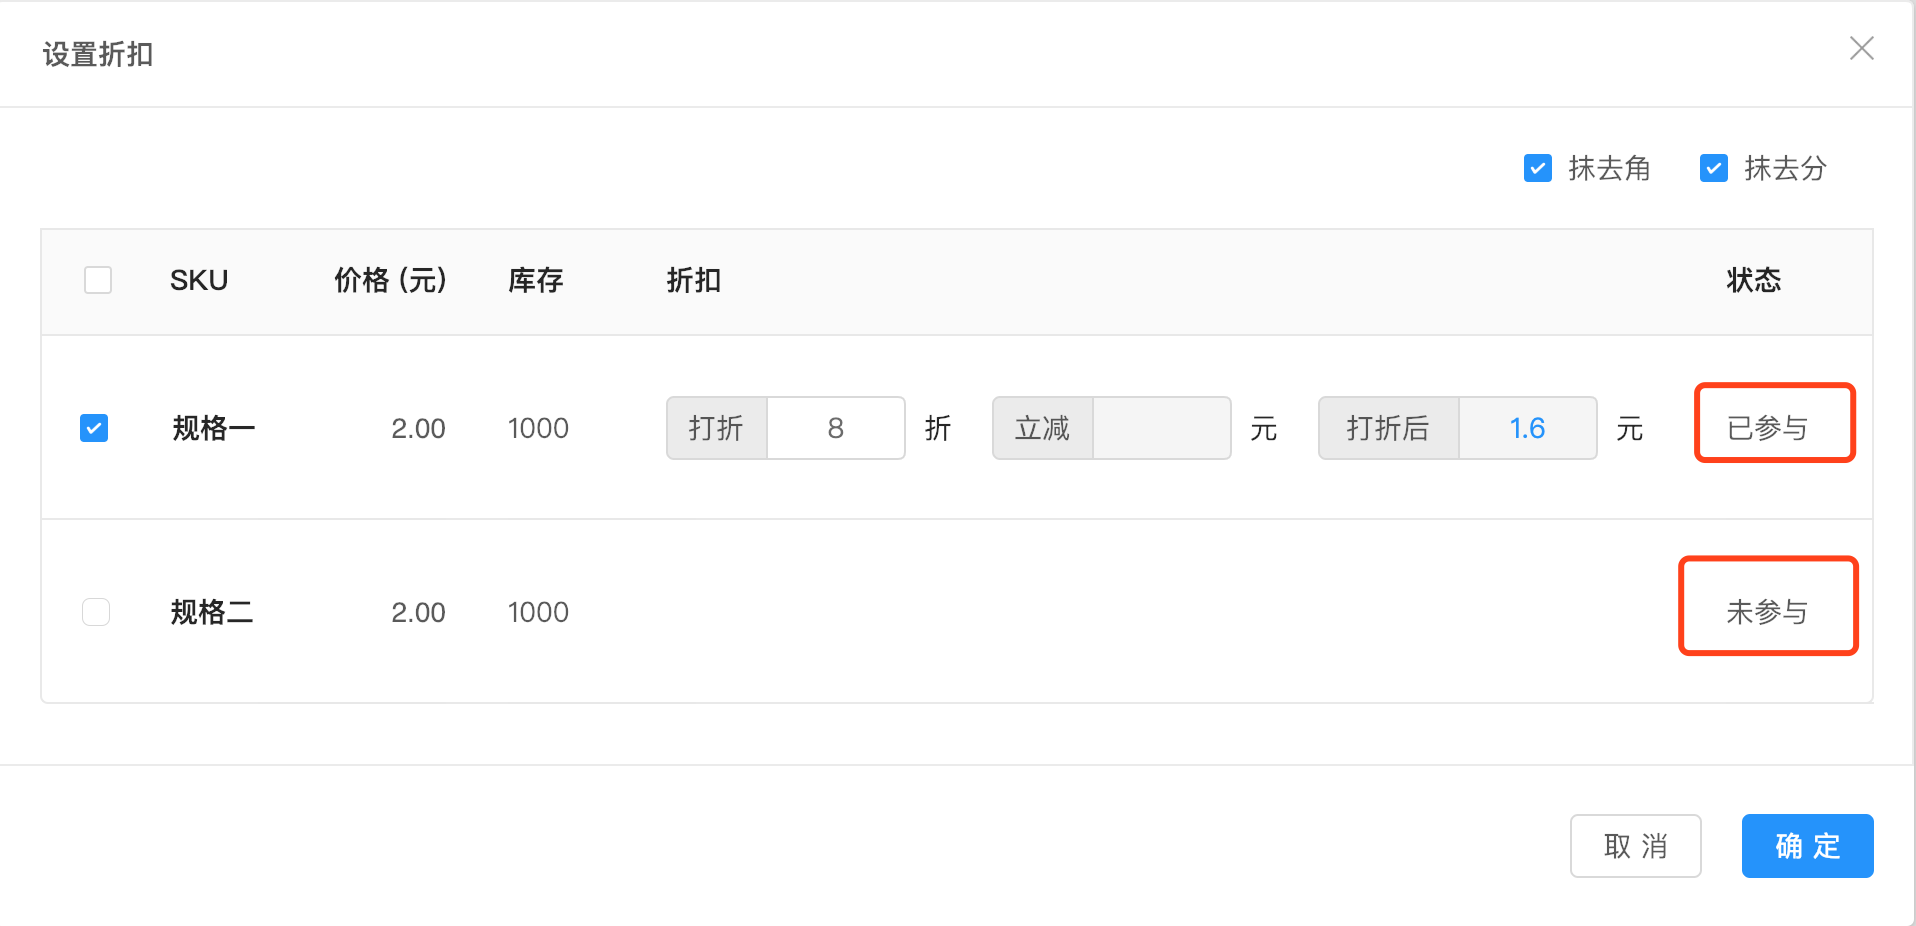 设置折扣
抹去角 抹去分
SKU 价格 (元) 库存 折扣 状态
规格一 2.00 1000 打折 8 折 立减 元 打折后 1.6 元 已参与
规格二 2.00 1000 未参与
取 消 确 定